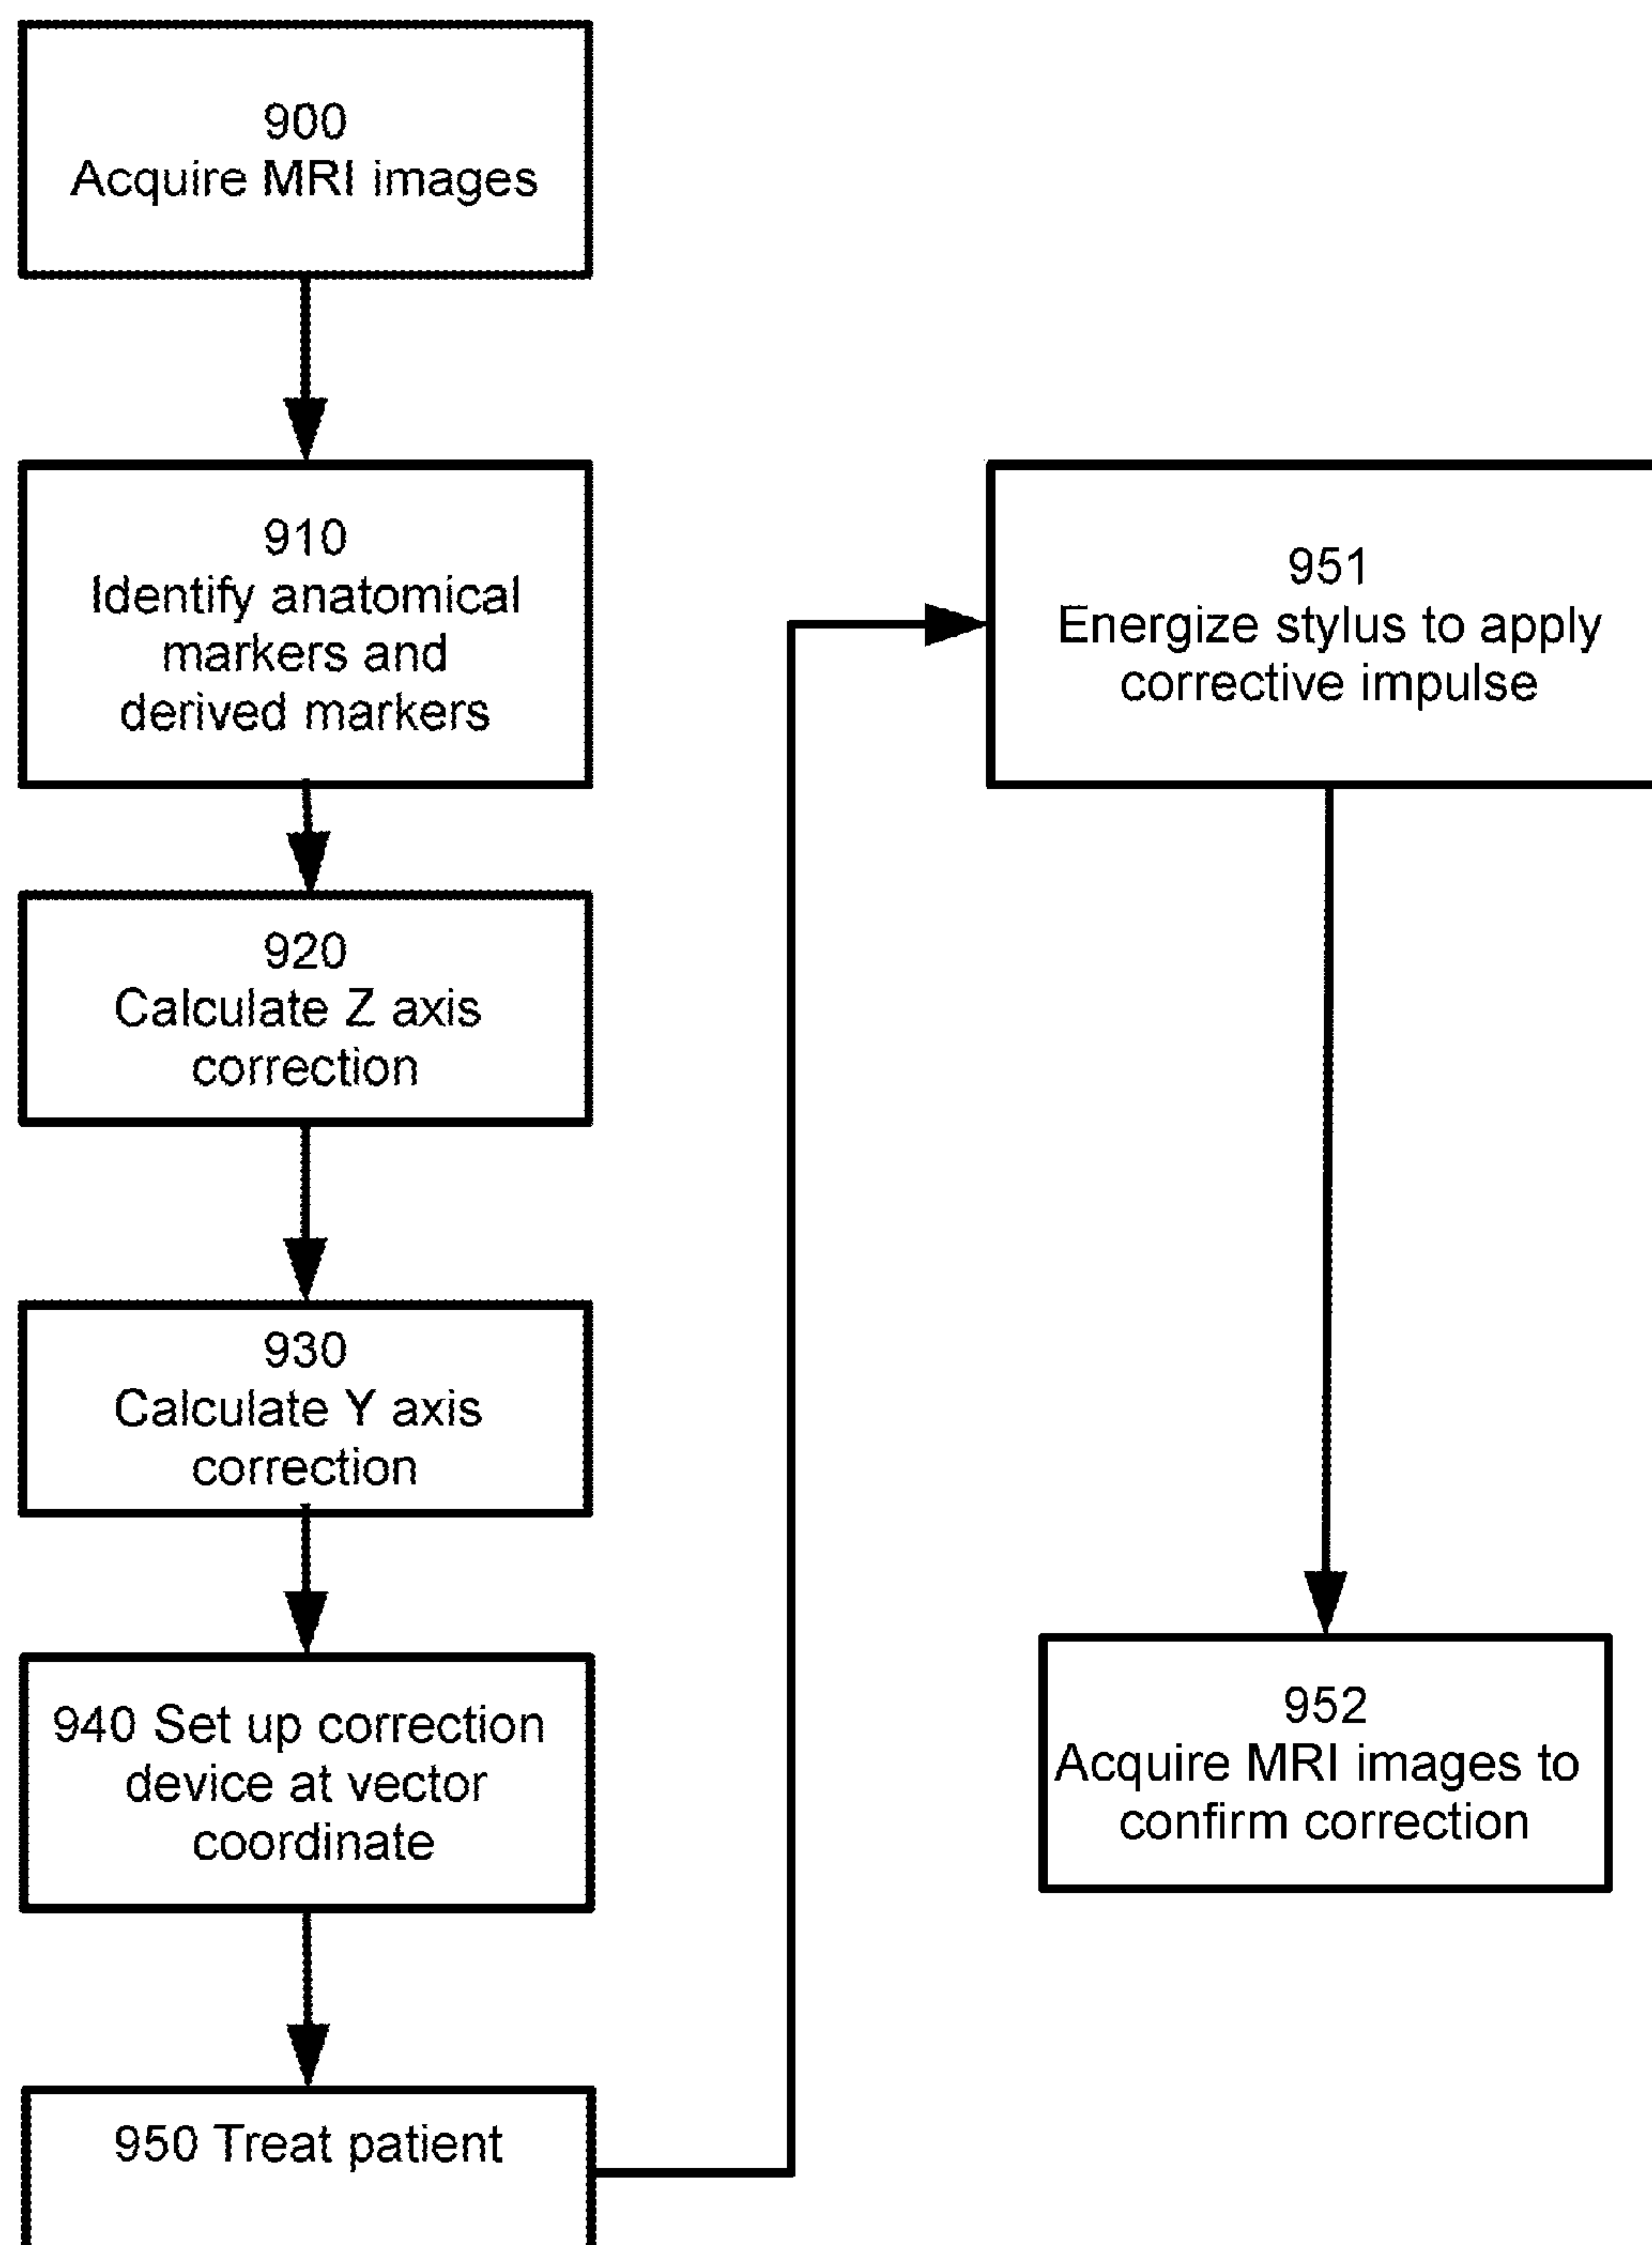 900
Acquire MRI images
910
Identify anatomical
markers and
derived markers
920
Calculate Z axis
correction
930
Calculate Y axis
correction
940 Set up correction
device at vector
coordinate
950 Treat patient
951
Energize stylus to apply
corrective impulse
952
Acquire MRI images to
confirm correction